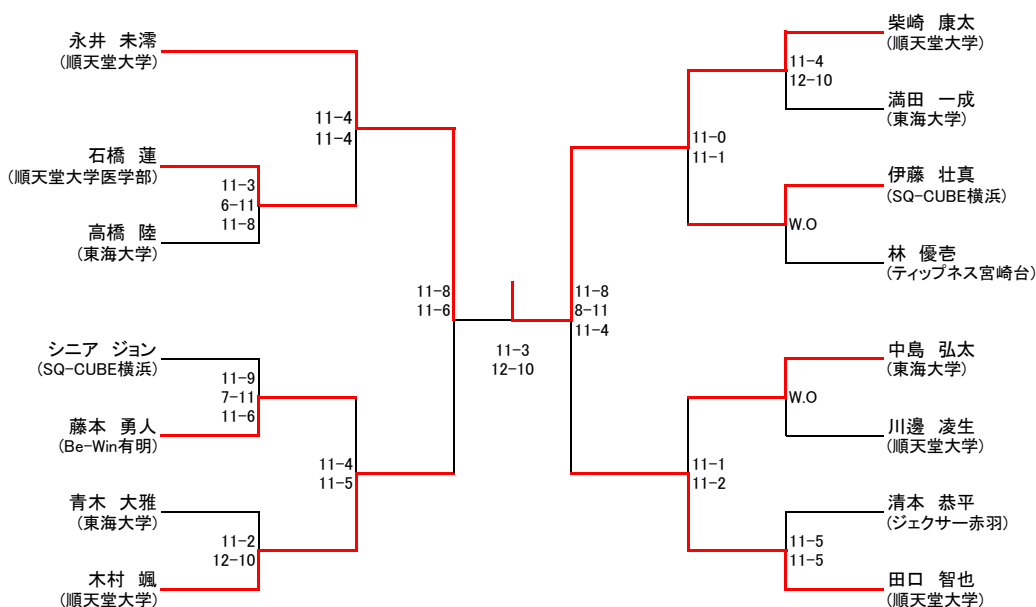 永井 未澪
(順天堂大学)
11-4
11-4
石橋 蓮
(順天堂大学医学部)
11-3
6-11
11-8
高橋 陸
(東海大学)
11-8
11-6
シニア ジョン
(SQ-CUBE横浜)
11-9
7-11
11-6
藤本 勇人
(Be-Win有明)
11-4
11-5
青木 大雅
(東海大学)
11-2
12-10
木村 颯
(順天堂大学)
11-3
12-10
柴崎 康太
(順天堂大学)
11-4
12-10
満田 一成
(東海大学)
11-0
11-1
伊藤 壮真
(SQ-CUBE横浜)
W.O
林 優壱
(ティップネス宮崎台)
11-8
8-11
11-4
中島 弘太
(東海大学)
W.O
川邊 凌生
(順天堂大学)
11-1
11-2
清本 恭平
(ジェクサー赤羽)
11-5
11-5
田口 智也
(順天堂大学)